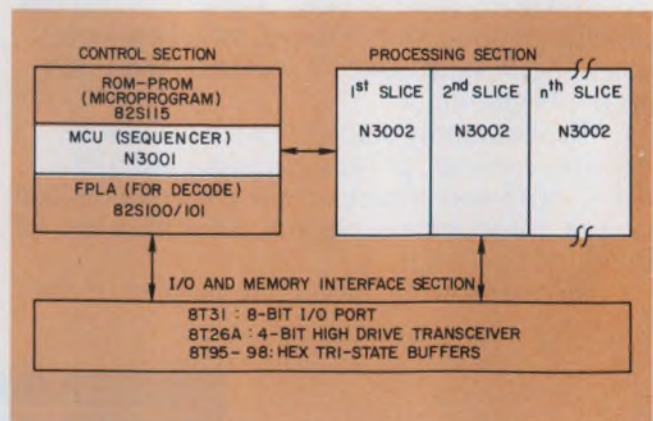 CONTROL SECTION
ROM-PROM
(MICROPROGRAM)
82S115
MCU (SEQUENCER)
N3001
FPLA (FOR DECODE)
82S100/101
PROCESSING SECTION
1st SLICE
N3002
2nd SLICE
N3002
nth SLICE
N3002
I/O AND MEMORY INTERFACE SECTION
8T31 : 8-BIT I/O PORT
8T26A : 4-BIT HIGH DRIVE TRANSCEIVER
8T95-98: HEX TRI-STATE BUFFERS